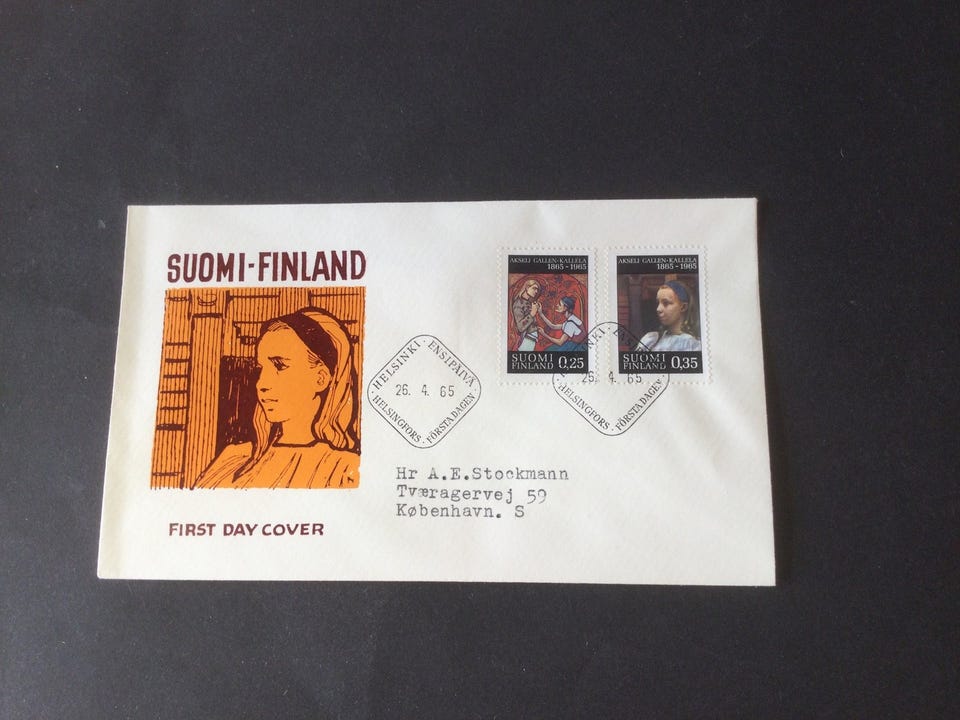 SUOMI-FINLAND
FIRST DAY COVER
AKSELI GALLEN-KALLELA
1865-1965
SUOMI
FINLAND 0,25
AKSELI GALLEN-KALLELA
1865-1965
SUOMI
FINLAND 0,35
HELSINKI · ENSIPÄIVÄ
26. 4. 65
HELSINGFORS · FÖRSTA DAGEN
26. 4. 65
HELSINGFORS · FÖRSTA DAGEN
Hr A.E.Stockmann
Tværagervej 59
København. S